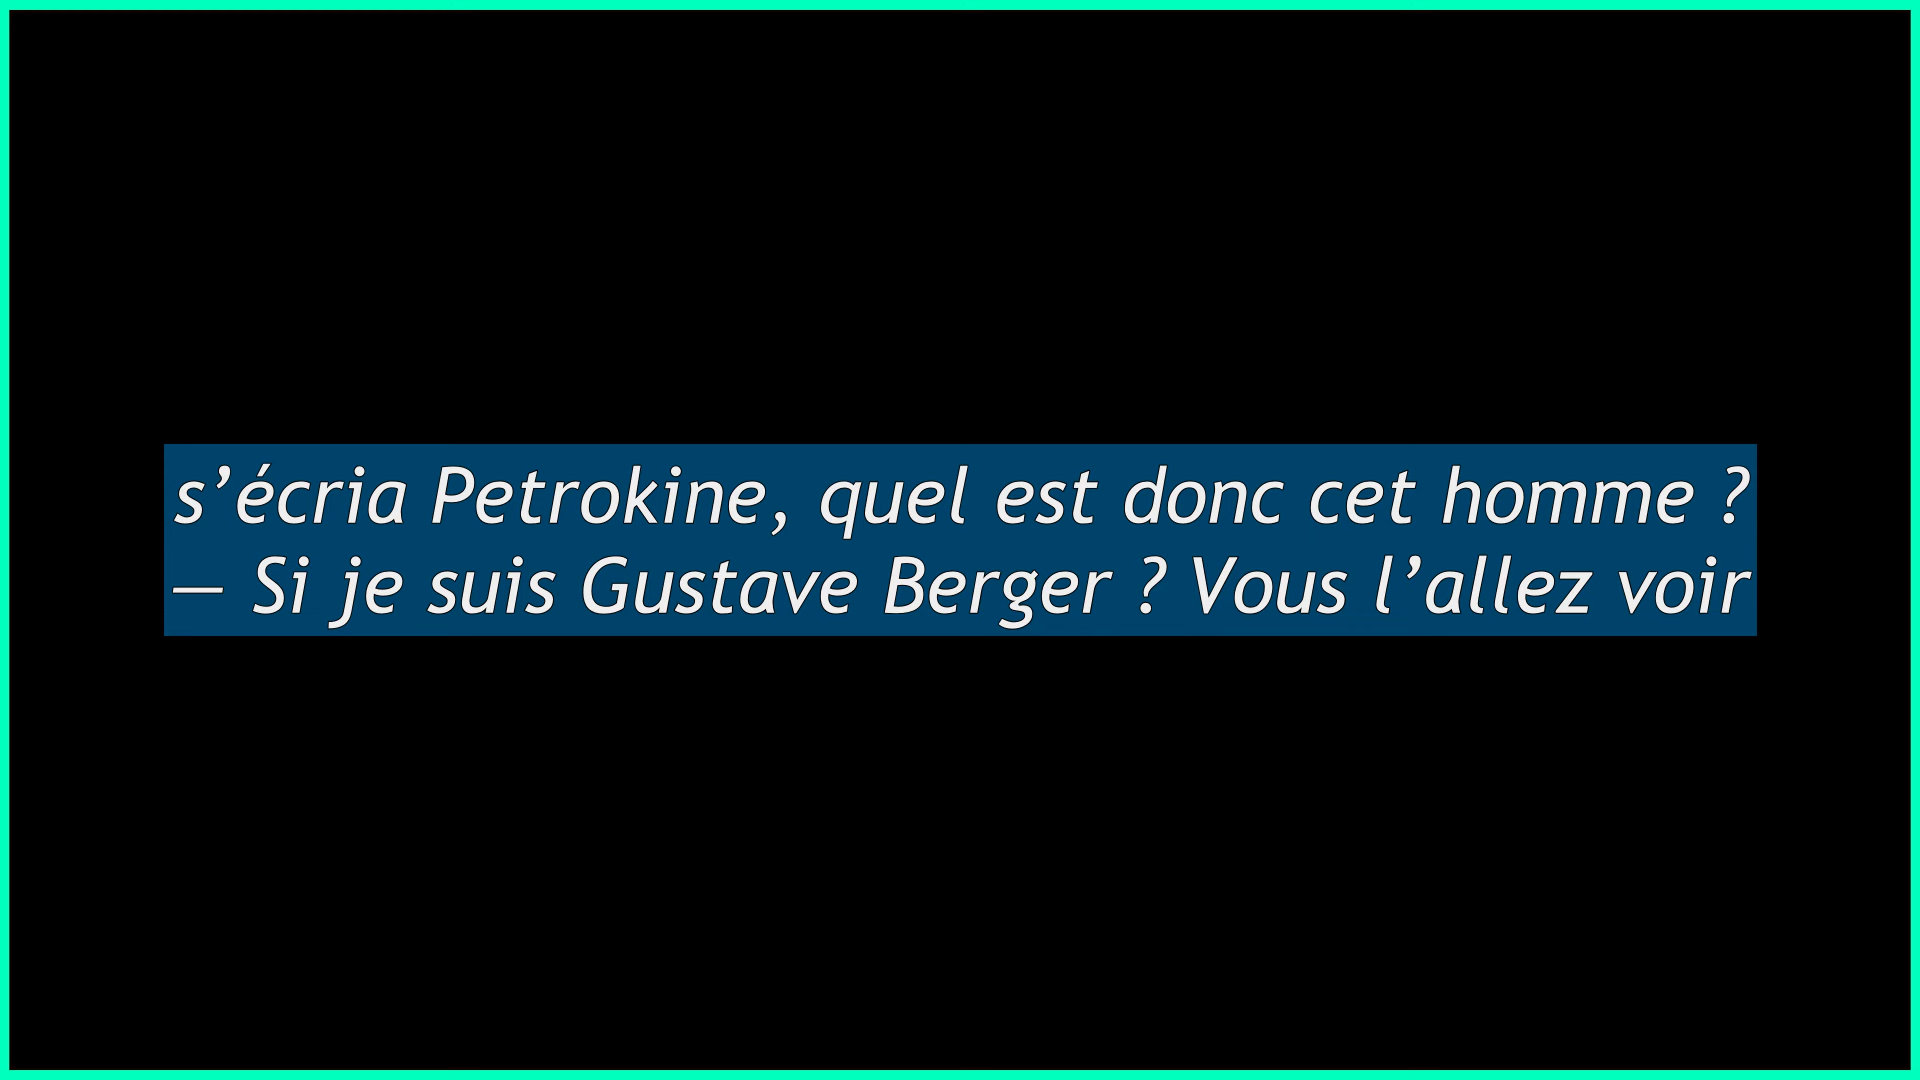 s’écria Petrokine, quel est donc cet homme ?
— Si je suis Gustave Berger ? Vous l’allez voir